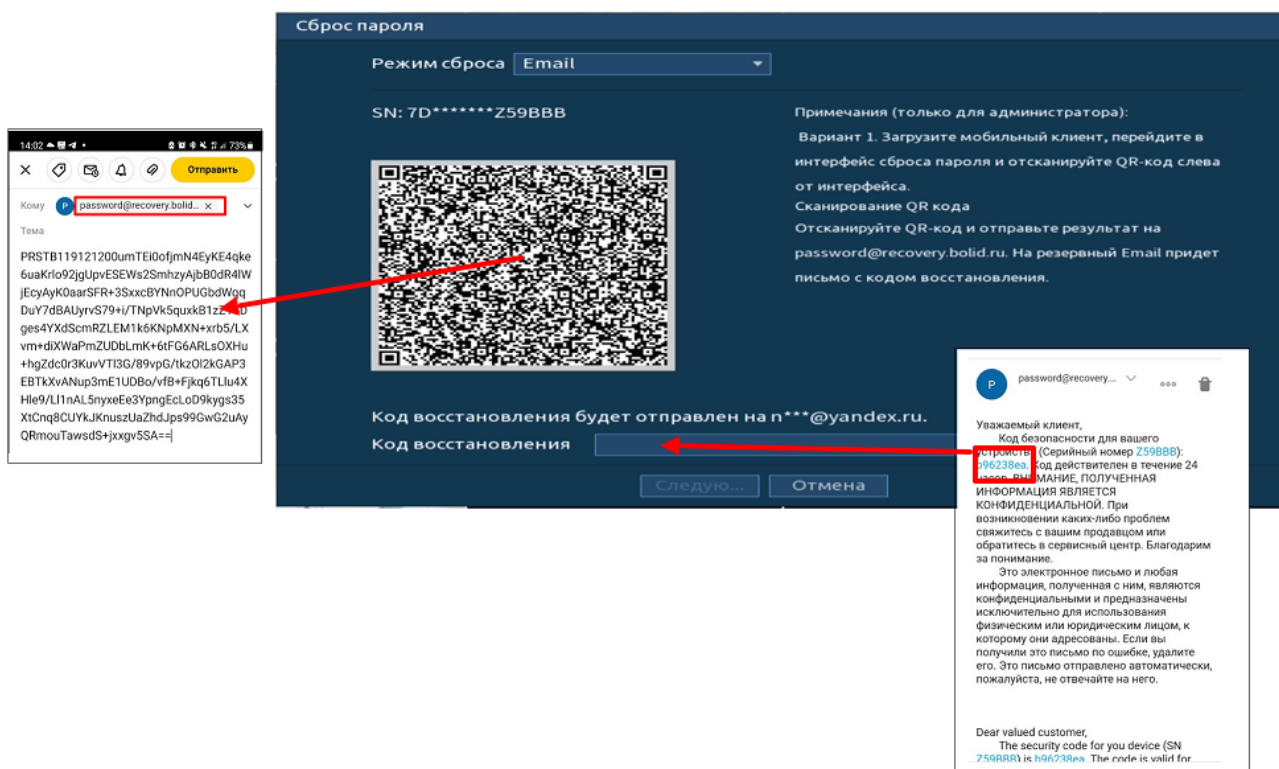 Сброс пароля
Режим сброса Email
SN: 7D*******Z59BBB
Примечания (только для администратора):
Вариант 1. Загрузите мобильный клиент, перейдите в
интерфейс сброса пароля и отсканируйте QR-код слева
от интерфейса.
Сканирование QR кода
Отсканируйте QR-код и отправьте результат на
password@recovery.bolid.ru. На резервный Email придет
письмо с кодом восстановления.
Код восстановления будет отправлен на n***@yandex.ru.
Код восстановления
Следую... Отмена
14:02 73%
Отправить
Кому P password@recovery.bolid...
Тема
PRSTB119121200umTEi0ofjmN4EyKE4qke
6uaKrlo92jgUpvESEWs2SmhzyAjbB0dR4lW
jEcyAyK0aarSFR+3SxxcBYNnOPUGbdWqq
DuY7dBAUyrvS79+i/TNpVk5quxkB1zZ
ges4YXdScmRZLEM1k6KNpMXN+xrb5/LX
vm+diXWaPmZUDbLmK+6tFG6ARLsOXHu
+hgZdc0r3KuvVTI3G/89vpG/tkzOl2kGAP3
EBTkXvANup3mE1UDBo/vfB+Fjkq6TLlu4X
Hle9/Ll1nAL5nyxeEe3YpngEcLoD9kygs35
XtCnq8CUYkJKnuszUaZhdJps99GwG2uAy
QRmouTawsdS+jxxgv5SA==
P password@recovery....
Уважаемый клиент,
Код безопасности для вашего
устройства (Серийный номер Z59BBB):
b96238ea. Код действителен в течение 24
часов. ВНИМАНИЕ, ПОЛУЧЕННАЯ
ИНФОРМАЦИЯ ЯВЛЯЕТСЯ
КОНФИДЕНЦИАЛЬНОЙ. При
возникновении каких-либо проблем
свяжитесь с вашим продавцом или
обратитесь в сервисный центр. Благодарим
за понимание.
Это электронное письмо и любая
информация, полученная с ним, являются
конфиденциальными и предназначены
исключительно для использования
физическим или юридическим лицом, к
которому они адресованы. Если вы
получили это письмо по ошибке, удалите
его. Это письмо отправлено автоматически,
пожалуйста, не отвечайте на него.
Dear valued customer,
The security code for you device (SN
Z59BBB) is b96238ea. The code is valid for